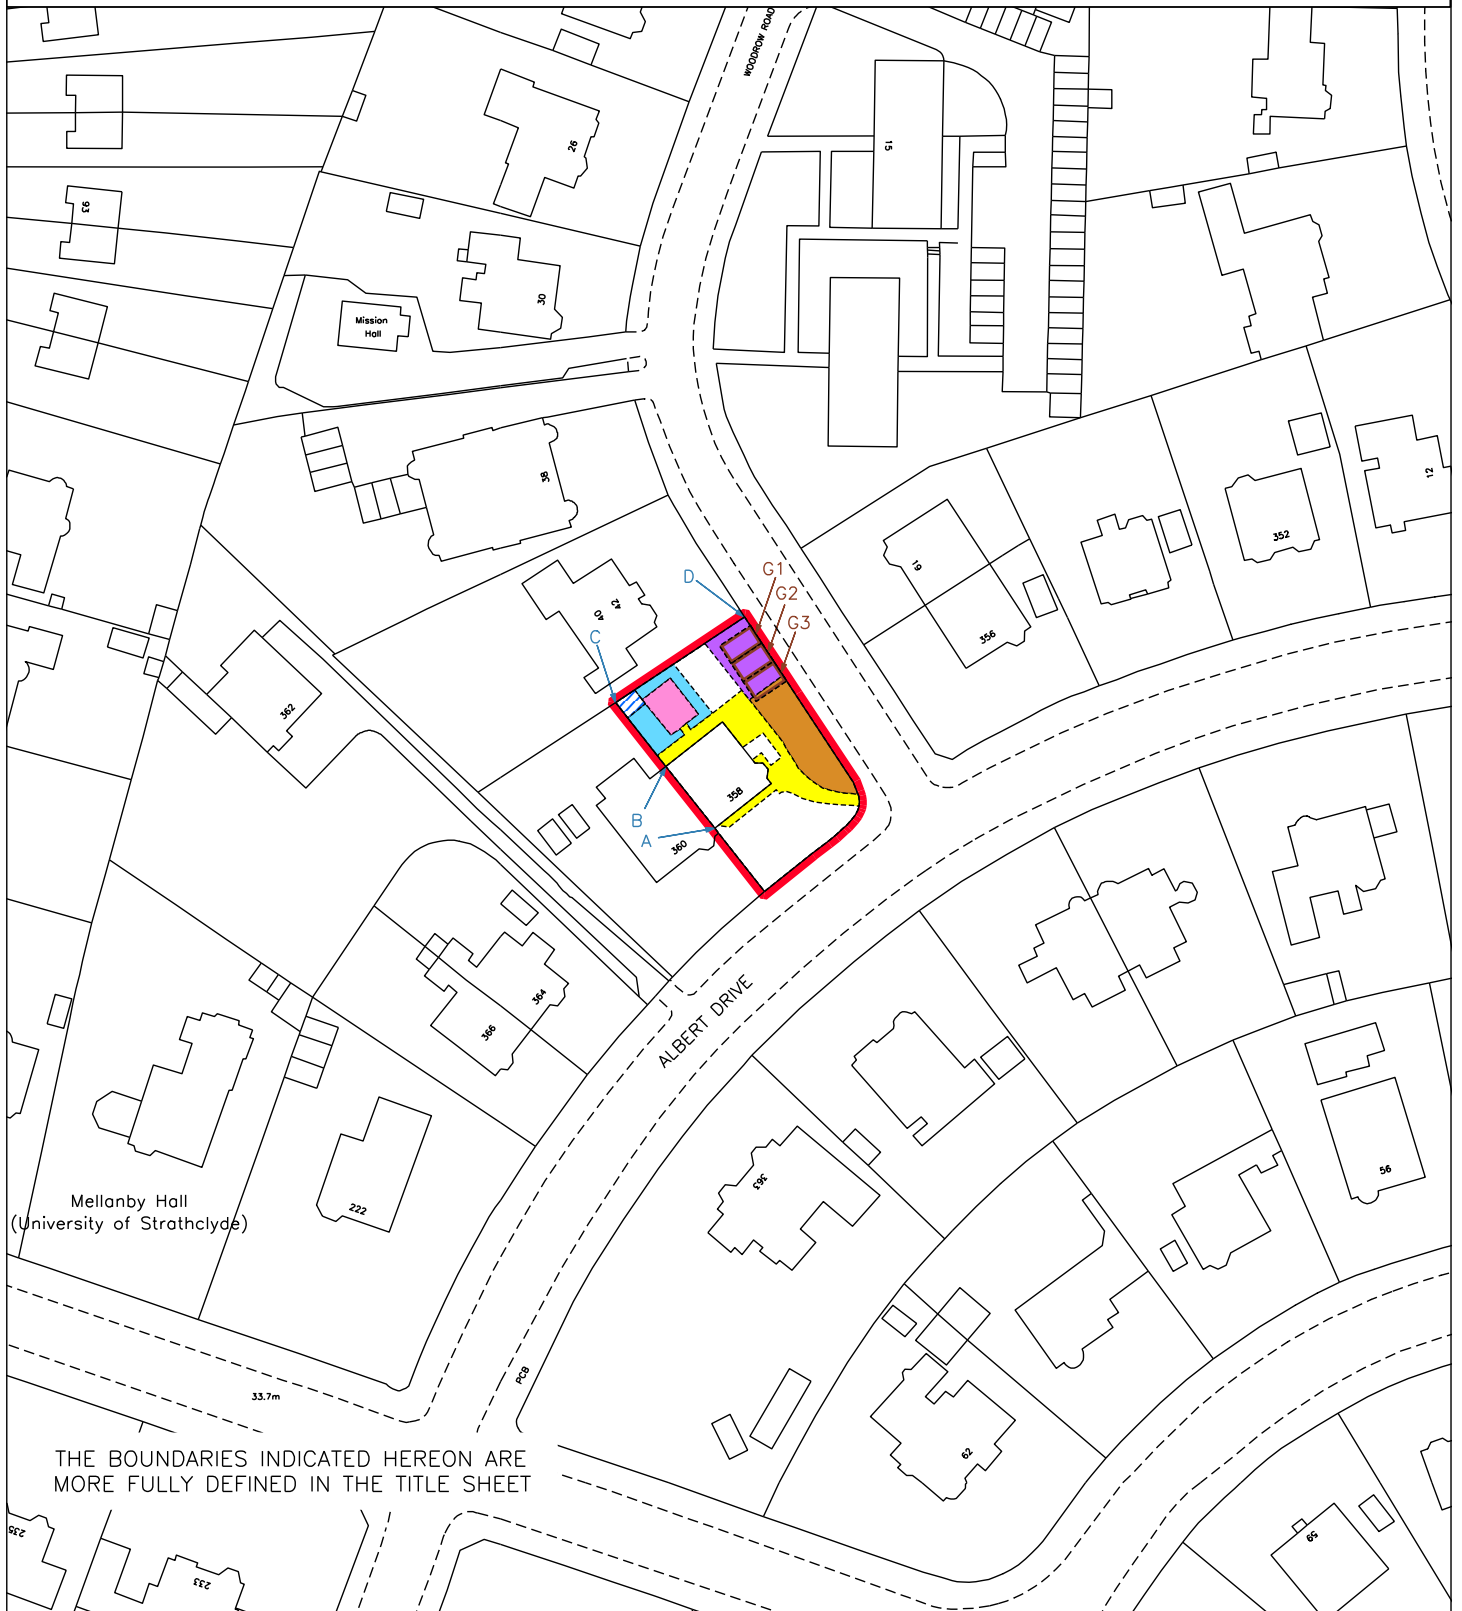 WOODROW ROAD
15
26
93
30
Mission
Hall
38
12
352
19
G1
D
G2
42
40
G3
C
356
362
358
B
A
360
364
366
ALBERT DRIVE
56
363
Mellanby Hall
(University of Strathclyde)
222
PCB
33.7m
THE BOUNDARIES INDICATED HEREON ARE
MORE FULLY DEFINED IN THE TITLE SHEET
62
235
59
233